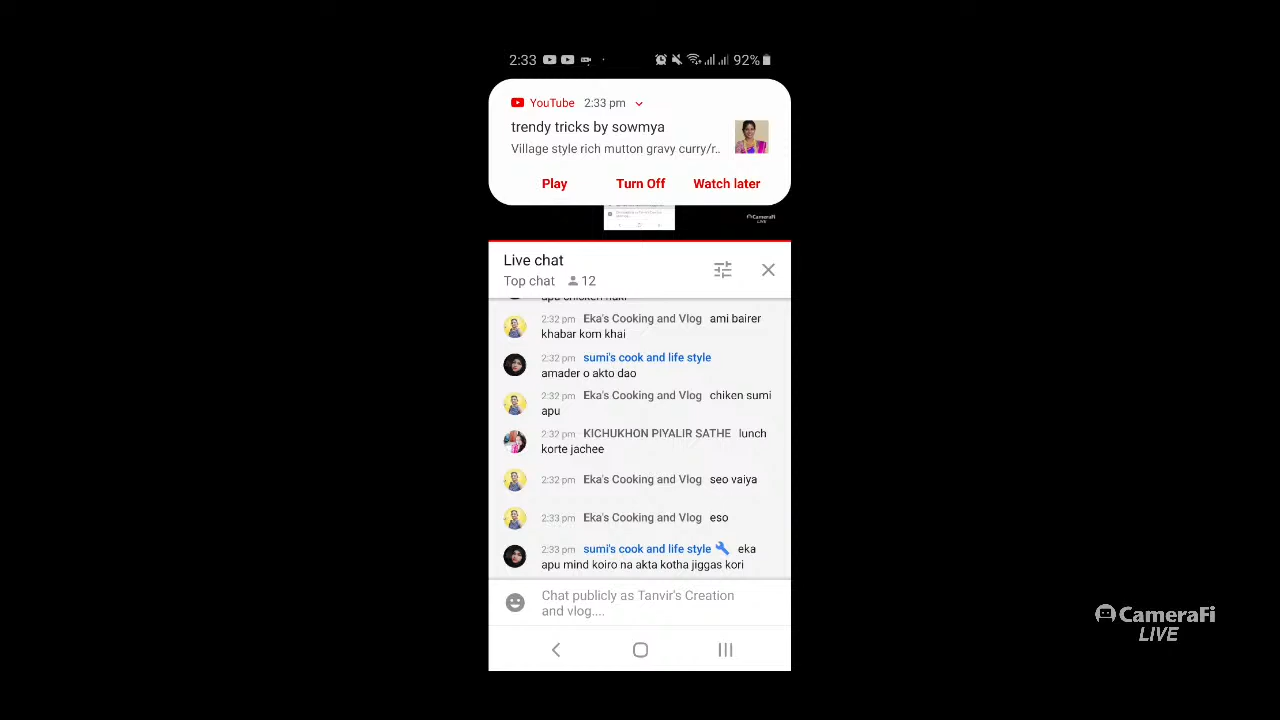 2:33 92%
YouTube 2:33 pm
trendy tricks by sowmya
Village style rich mutton gravy curry/r..
Play Turn Off Watch later
CameraFi
LIVE
Live chat
Top chat 12
2:32 pm Eka's Cooking and Vlog ami bairer
khabar kom khai
2:32 pm sumi's cook and life style
amader o akto dao
2:32 pm Eka's Cooking and Vlog chiken sumi
apu
2:32 pm KICHUKHON PIYALIR SATHE lunch
korte jachee
2:32 pm Eka's Cooking and Vlog seo vaiya
2:33 pm Eka's Cooking and Vlog eso
2:33 pm sumi's cook and life style eka
apu mind koiro na akta kotha jiggas kori
Chat publicly as Tanvir's Creation
and vlog....
CameraFi
LIVE